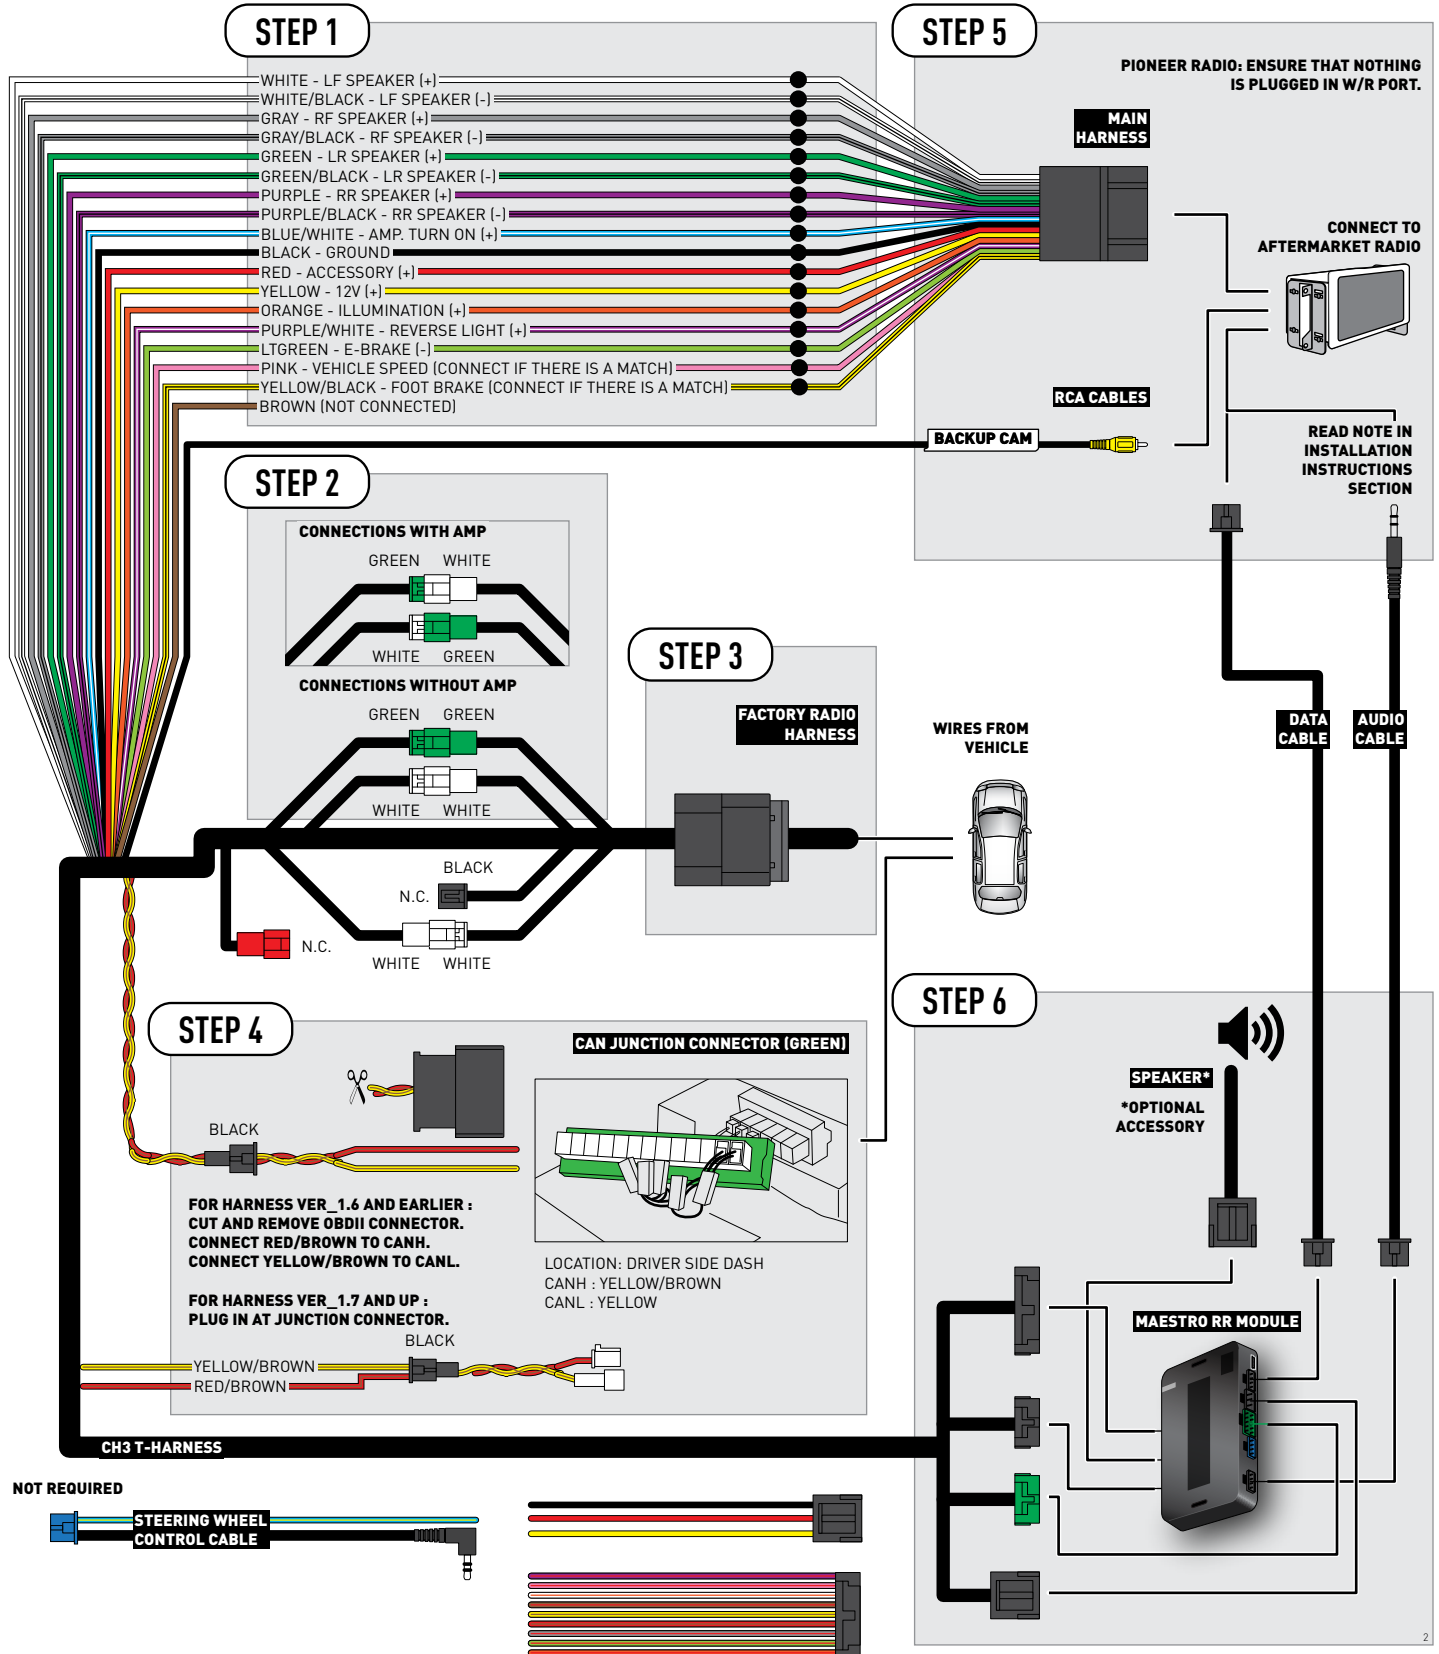 STEP 1
WHITE - LF SPEAKER (+)
WHITE/BLACK - LF SPEAKER (-)
GRAY - RF SPEAKER (+)
GRAY/BLACK - RF SPEAKER (-)
GREEN - LR SPEAKER (+)
GREEN/BLACK - LR SPEAKER (-)
PURPLE - RR SPEAKER (+)
PURPLE/BLACK - RR SPEAKER (-)
BLUE/WHITE - AMP. TURN ON (+)
BLACK - GROUND
RED - ACCESSORY (+)
YELLOW - 12V (+)
ORANGE - ILLUMINATION (+)
PURPLE/WHITE - REVERSE LIGHT (+)
LTGREEN - E-BRAKE (-)
PINK - VEHICLE SPEED (CONNECT IF THERE IS A MATCH)
YELLOW/BLACK - FOOT BRAKE (CONNECT IF THERE IS A MATCH)
BROWN (NOT CONNECTED)
STEP 5
PIONEER RADIO: ENSURE THAT NOTHING
IS PLUGGED IN W/R PORT.
MAIN
HARNESS
CONNECT TO
AFTERMARKET RADIO
RCA CABLES
BACKUP CAM
READ NOTE IN
INSTALLATION
INSTRUCTIONS
SECTION
STEP 2
CONNECTIONS WITH AMP
GREEN WHITE
WHITE GREEN
CONNECTIONS WITHOUT AMP
GREEN GREEN
WHITE WHITE
BLACK
N.C.
N.C.
WHITE WHITE
STEP 3
FACTORY RADIO
HARNESS
WIRES FROM
VEHICLE
DATA
CABLE
AUDIO
CABLE
STEP 4
CAN JUNCTION CONNECTOR (GREEN)
BLACK
FOR HARNESS VER_1.6 AND EARLIER :
CUT AND REMOVE OBDII CONNECTOR.
CONNECT RED/BROWN TO CANH.
CONNECT YELLOW/BROWN TO CANL.
FOR HARNESS VER_1.7 AND UP :
PLUG IN AT JUNCTION CONNECTOR.
LOCATION: DRIVER SIDE DASH
CANH : YELLOW/BROWN
CANL : YELLOW
BLACK
YELLOW/BROWN
RED/BROWN
STEP 6
SPEAKER*
*OPTIONAL
ACCESSORY
MAESTRO RR MODULE
CH3 T-HARNESS
NOT REQUIRED
STEERING WHEEL
CONTROL CABLE
2